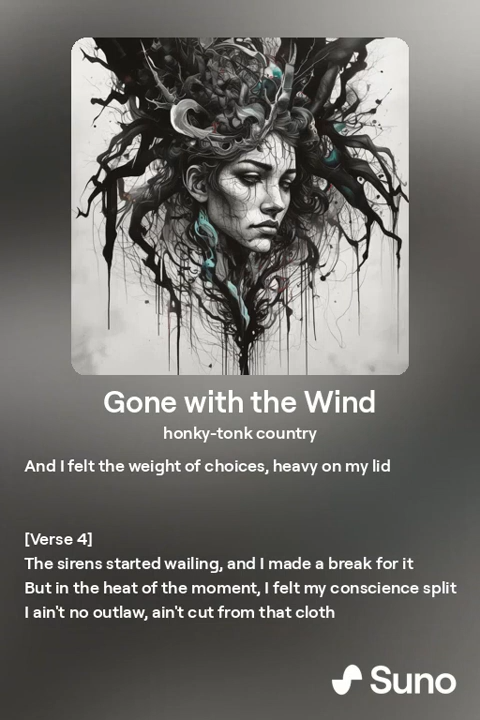 Gone with the Wind
honky-tonk country
And I felt the weight of choices, heavy on my lid
[Verse 4]
The sirens started wailing, and I made a break for it
But in the heat of the moment, I felt my conscience split
I ain't no outlaw, ain't cut from that cloth
Suno